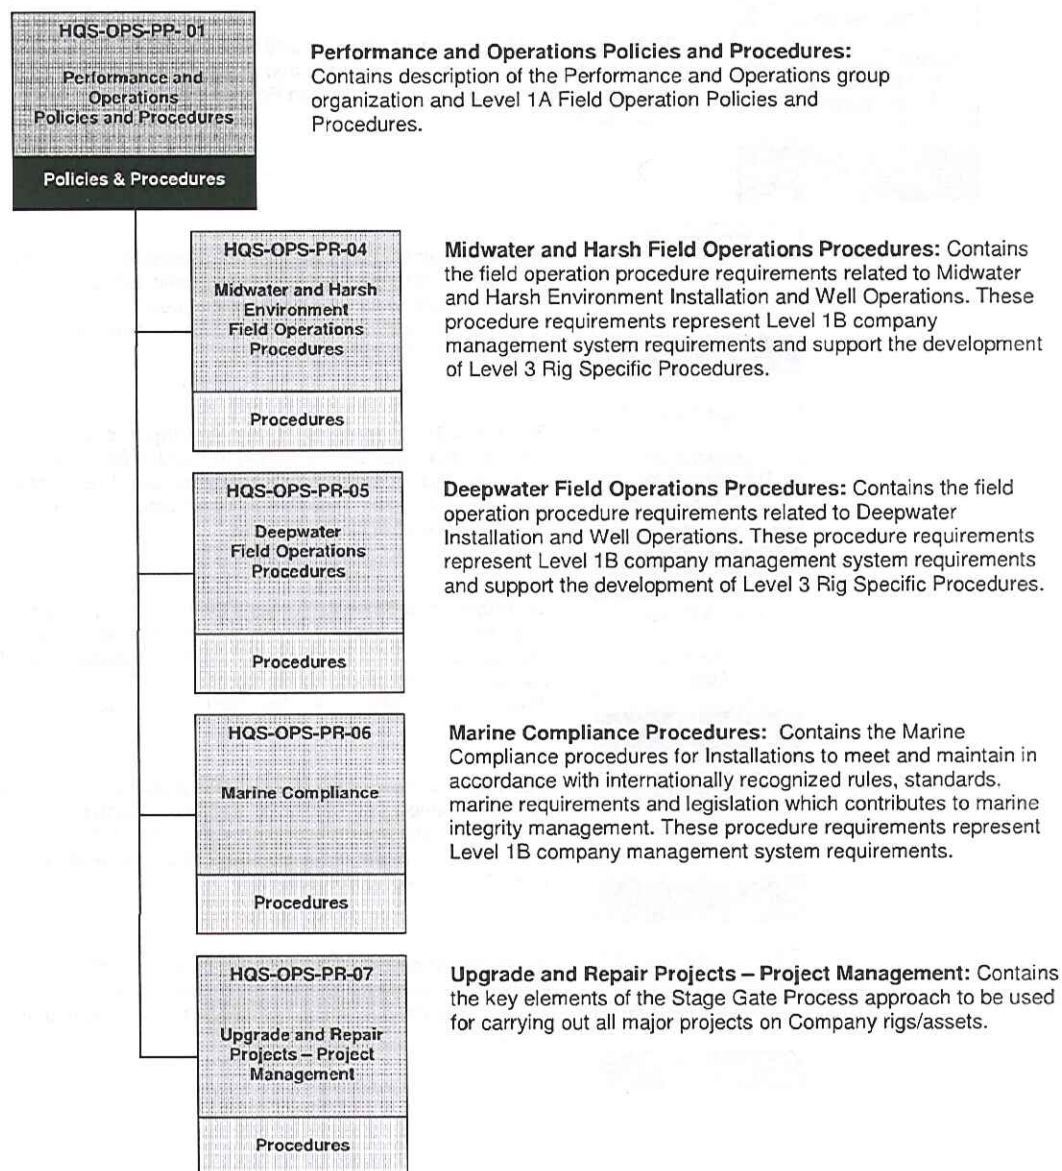 HQS-OPS-PP- 01
Performance and
Operations
Policies and Procedures
Policies & Procedures
Performance and Operations Policies and Procedures:
Contains description of the Performance and Operations group
organization and Level 1A Field Operation Policies and
Procedures.
HQS-OPS-PR-04
Midwater and Harsh
Environment
Field Operations
Procedures
Procedures
Midwater and Harsh Field Operations Procedures: Contains
the field operation procedure requirements related to Midwater
and Harsh Environment Installation and Well Operations. These
procedure requirements represent Level 1B company
management system requirements and support the development
of Level 3 Rig Specific Procedures.
HQS-OPS-PR-05
Deepwater
Field Operations
Procedures
Procedures
Deepwater Field Operations Procedures: Contains the field
operation procedure requirements related to Deepwater
Installation and Well Operations. These procedure requirements
represent Level 1B company management system requirements
and support the development of Level 3 Rig Specific Procedures.
HQS-OPS-PR-06
Marine Compliance
Procedures
Marine Compliance Procedures: Contains the Marine
Compliance procedures for Installations to meet and maintain in
accordance with internationally recognized rules, standards,
marine requirements and legislation which contributes to marine
integrity management. These procedure requirements represent
Level 1B company management system requirements.
HQS-OPS-PR-07
Upgrade and Repair
Projects – Project
Management
Procedures
Upgrade and Repair Projects – Project Management: Contains
the key elements of the Stage Gate Process approach to be used
for carrying out all major projects on Company rigs/assets.